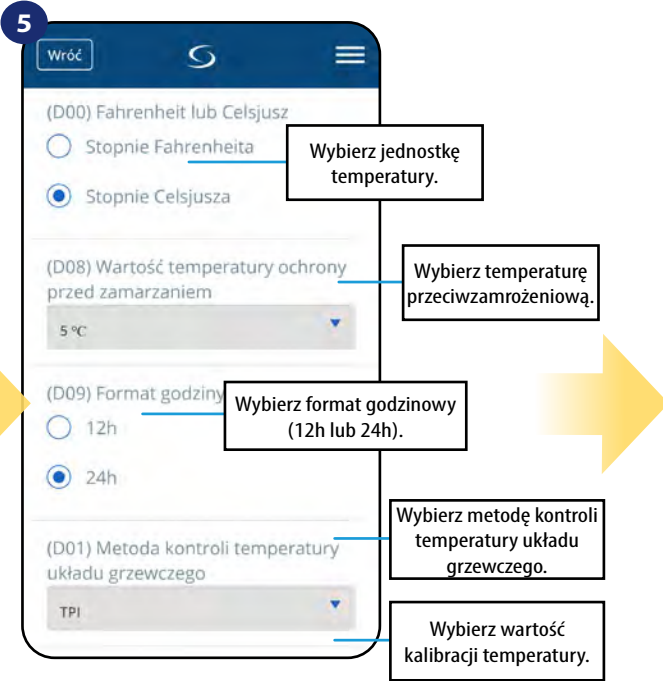 5
Wróć
(D00) Fahrenheit lub Celsjusz
Stopnie Fahrenheita
Wybierz jednostkę
temperatury.
Stopnie Celsjusza
(D08) Wartość temperatury ochrony
przed zamarzaniem
Wybierz temperaturę
przeciwzamrożeniową.
5 °C
(D09) Format godziny
Wybierz format godzinowy
(12h lub 24h).
12h
24h
Wybierz metodę kontroli
temperatury układu
grzewczego.
(D01) Metoda kontroli temperatury
układu grzewczego
TPI
Wybierz wartość
kalibracji temperatury.